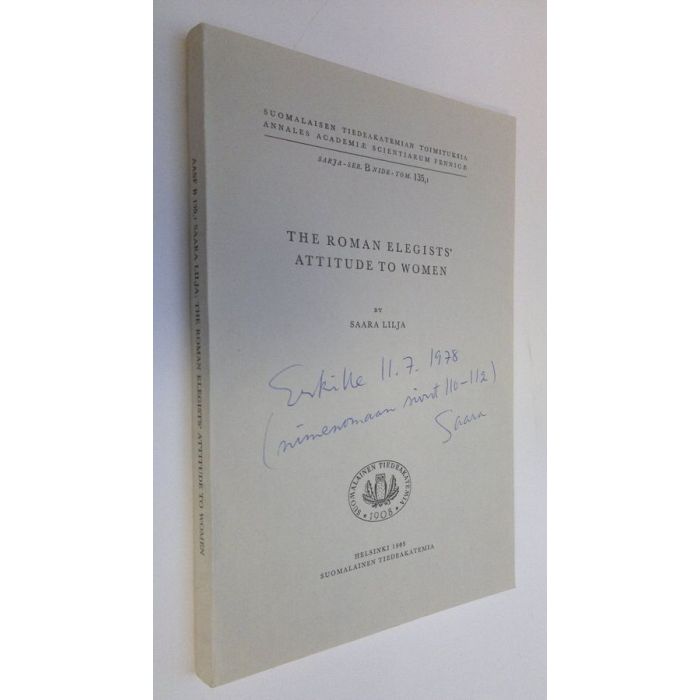 SUOMALAISEN TIEDEAKATEMIAN TOIMITUKSIA
ANNALES ACADEMIÆ SCIENTIARUM FENNICÆ
SARJA-SER. B NIDE-TOM. 135,1
THE ROMAN ELEGISTS'
ATTITUDE TO WOMEN
BY
SAARA LILJA
Erkille 11.7.1978
(nimenomaan sivut 110-112)
Saara
SUOMALAINEN TIEDEAKATEMIA
1908
HELSINKI 1965
SUOMALAINEN TIEDEAKATEMIA
AASF B 135,1 SAARA LILJA: THE ROMAN ELEGISTS' ATTITUDE TO WOMEN